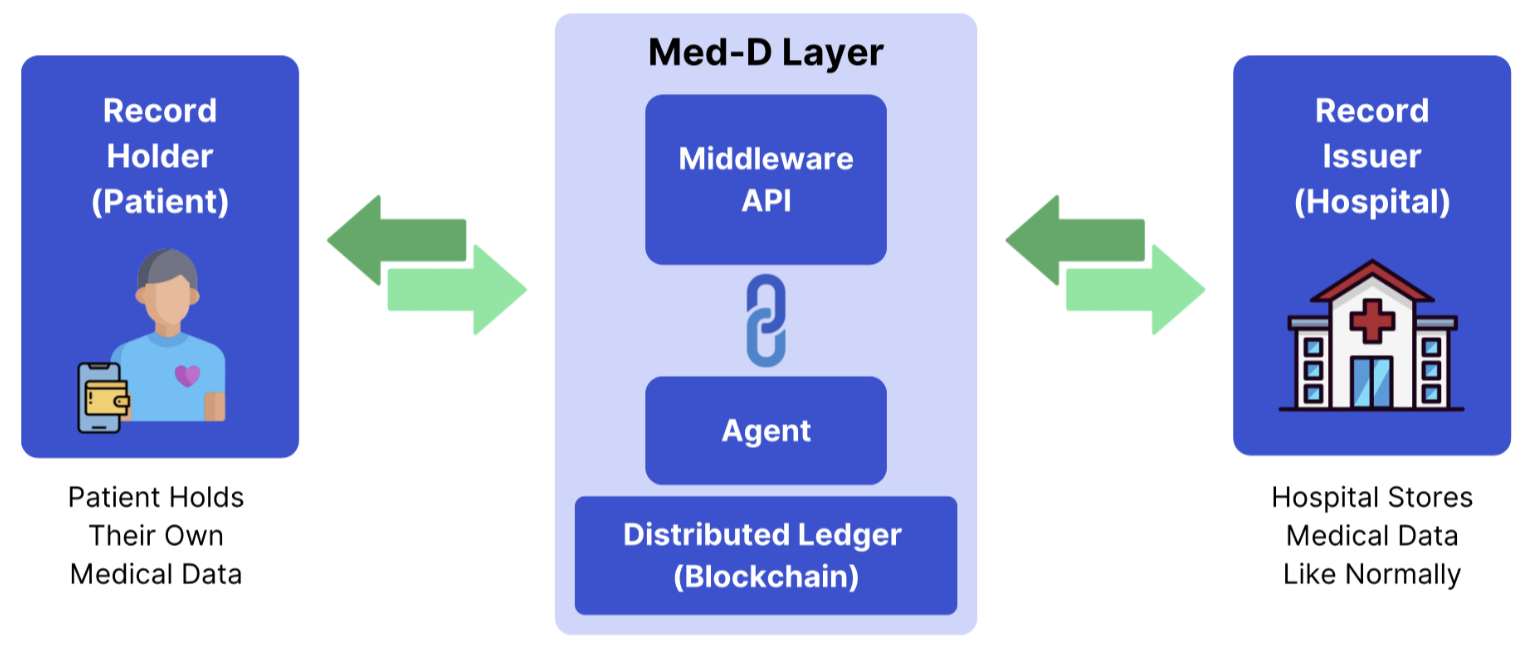 Record
Holder
(Patient)
Patient Holds
Their Own
Medical Data
Med-D Layer
Middleware
API
Agent
Distributed Ledger
(Blockchain)
Record
Issuer
(Hospital)
Hospital Stores
Medical Data
Like Normally